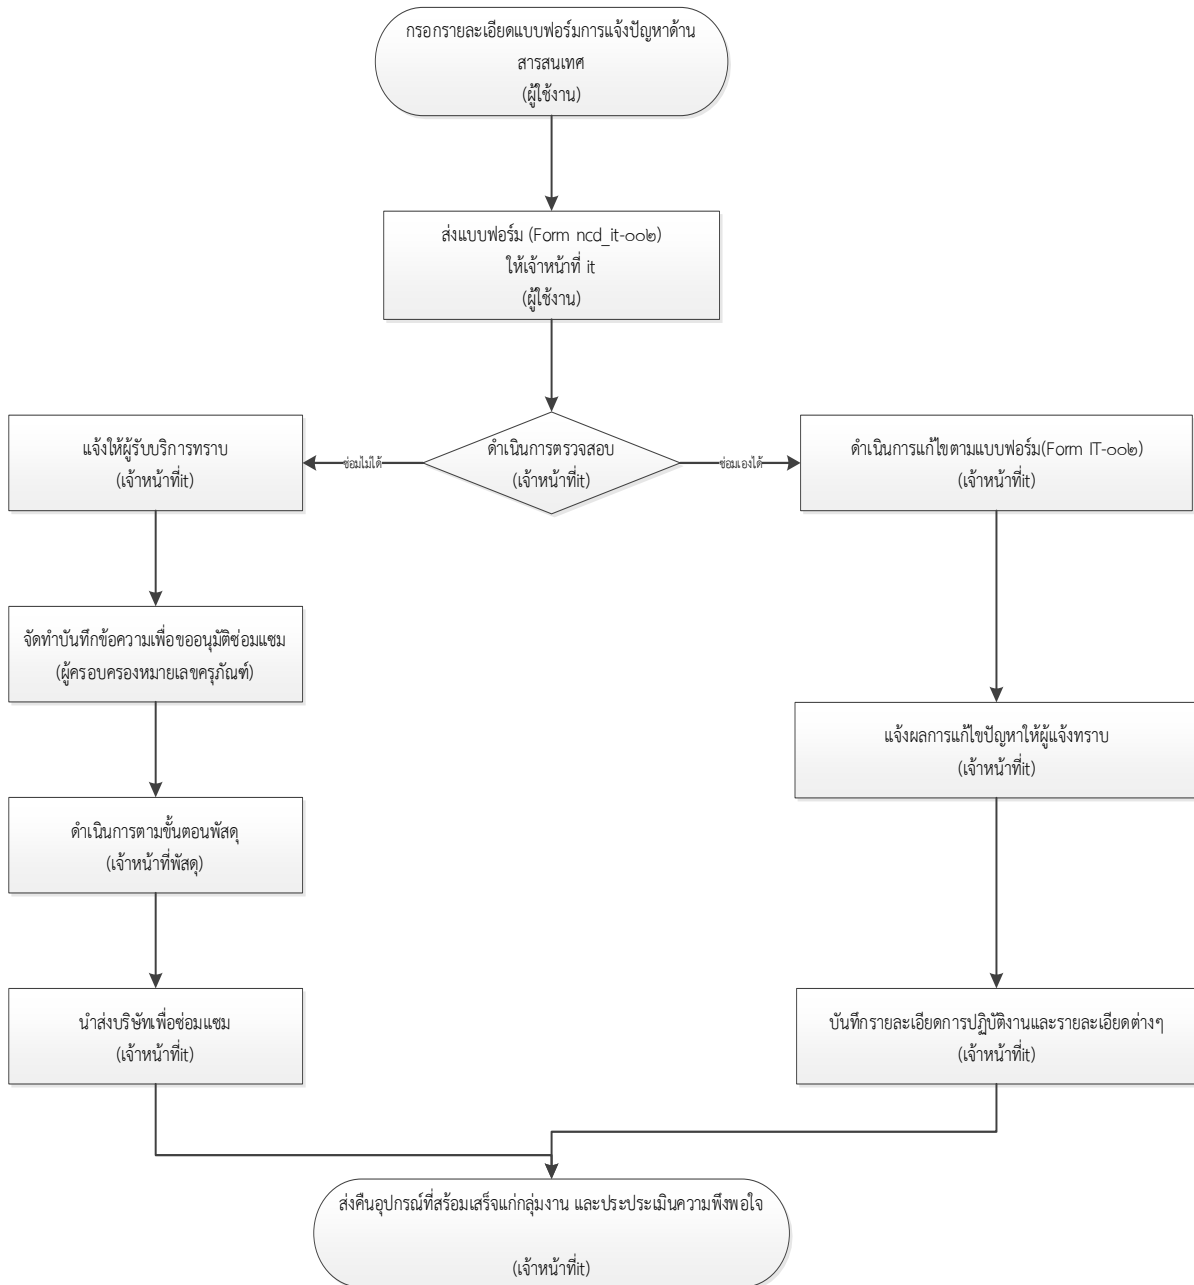 กรอกรายละเอียดแบบฟอร์มการแจ้งปัญหาด้าน
สารสนเทศ
(ผู้ใช้งาน)
ส่งแบบฟอร์ม (Form ncd_it-๐๐๒)
ให้เจ้าหน้าที่ it
(ผู้ใช้งาน)
ดำเนินการตรวจสอบ
(เจ้าหน้าที่it)
ซ่อมไม่ได้
ซ่อมเองได้
แจ้งให้ผู้รับบริการทราบ
(เจ้าหน้าที่it)
จัดทำบันทึกข้อความเพื่อขออนุมัติซ่อมแซม
(ผู้ครอบครองหมายเลขครุภัณฑ์)
ดำเนินการตามขั้นตอนพัสดุ
(เจ้าหน้าที่พัสดุ)
นำส่งบริษัทเพื่อซ่อมแซม
(เจ้าหน้าที่it)
ดำเนินการแก้ไขตามแบบฟอร์ม(Form IT-๐๐๒)
(เจ้าหน้าที่it)
แจ้งผลการแก้ไขปัญหาให้ผู้แจ้งทราบ
(เจ้าหน้าที่it)
บันทึกรายละเอียดการปฏิบัติงานและรายละเอียดต่างๆ
(เจ้าหน้าที่it)
ส่งคืนอุปกรณ์ที่สร้อมเสร็จแก่กลุ่มงาน และประประเมินความพึงพอใจ
(เจ้าหน้าที่it)